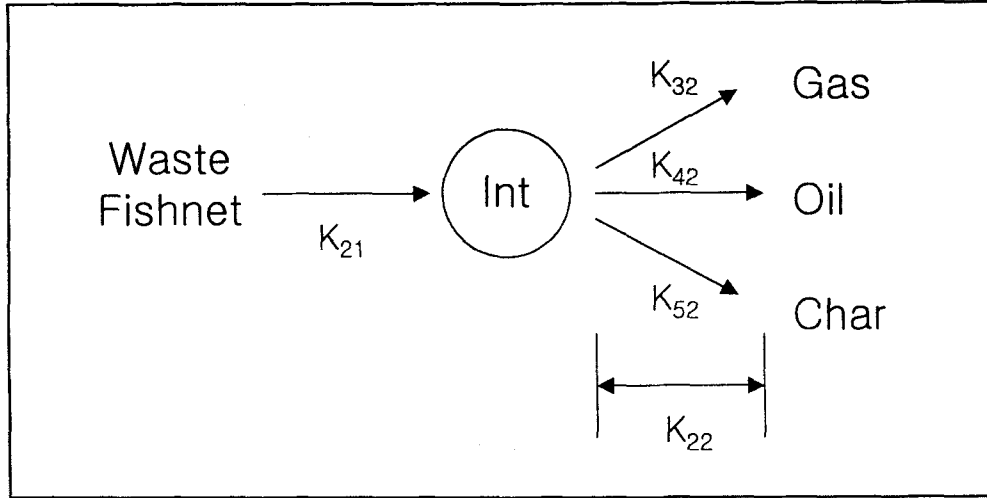 Waste
Fishnet
K21
Int
K32
K42
K52
K22
Gas
Oil
Char